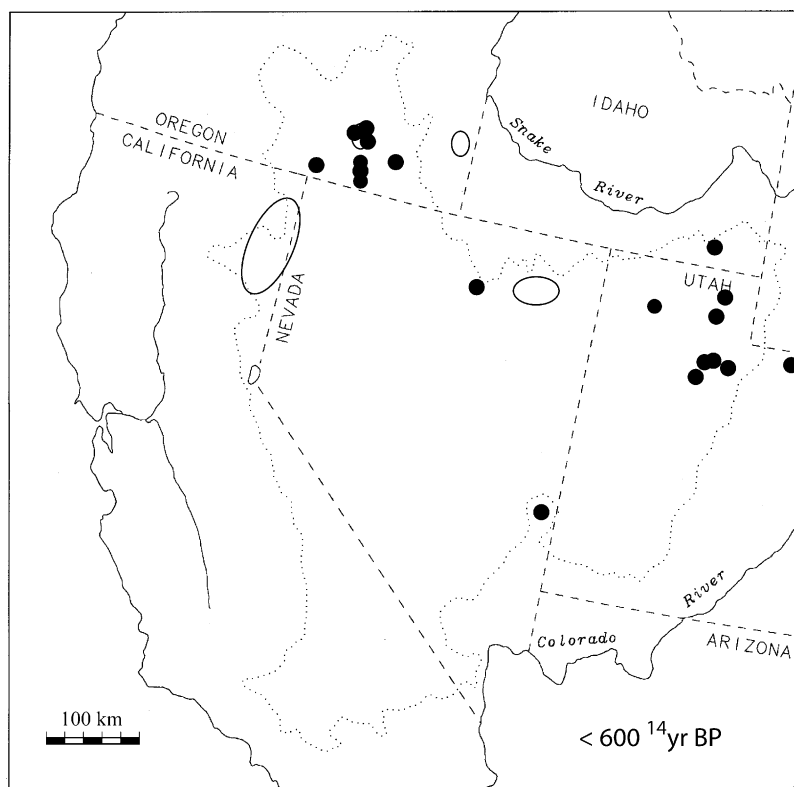 OREGON
CALIFORNIA
IDAHO
Snake
River
NEVADA
UTAH
Colorado
River
ARIZONA
100 km
< 600 ¹⁴yr BP